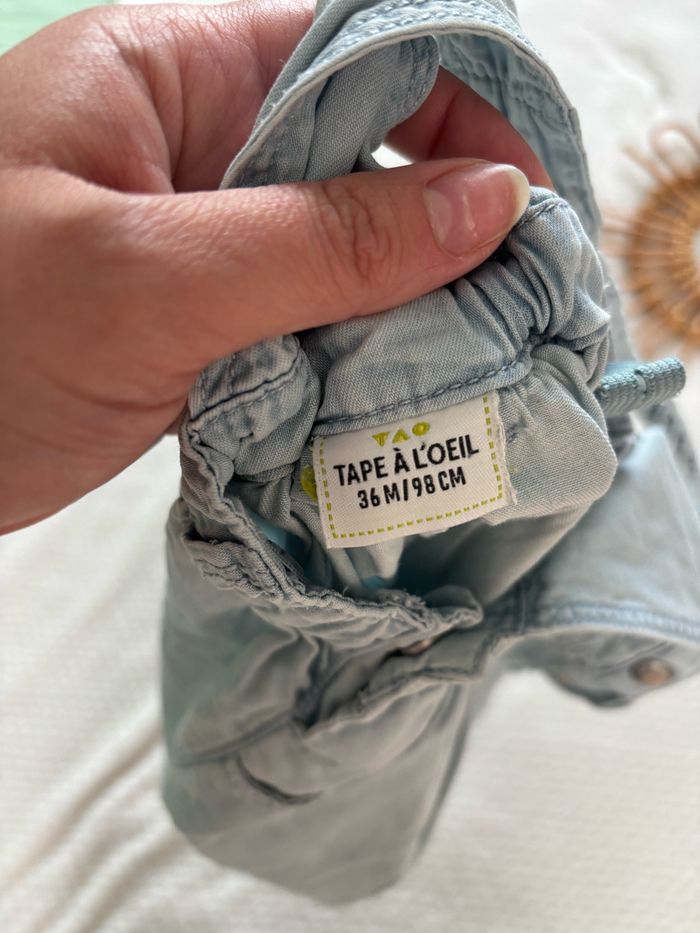 TAO
TAPE À L'OEIL
36 M/98 CM